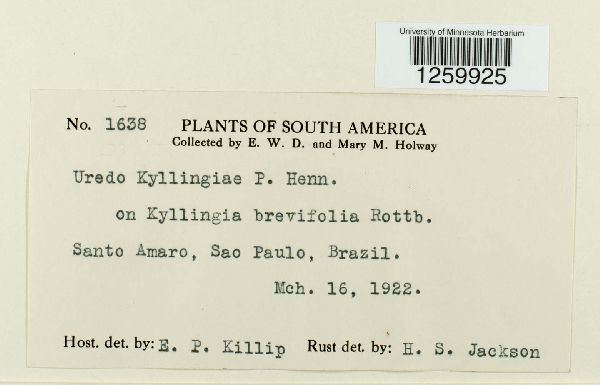 University of Minnesota Herbarium
1259925
No. 1638 PLANTS OF SOUTH AMERICA
Collected by E. W. D. and Mary M. Holway
Uredo Kyllingiae P. Henn.
on Kyllingia brevifolia Rottb.
Santo Amaro, Sao Paulo, Brazil.
Mch. 16, 1922.
Host. det. by: E. P. Killip Rust det. by: H. S. Jackson